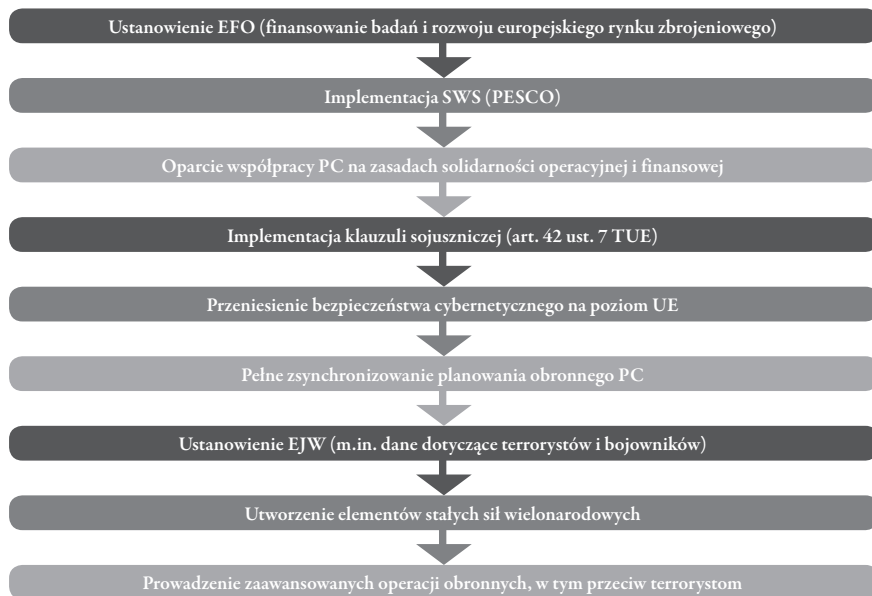 Ustanowienie EFO (finansowanie badań i rozwoju europejskiego rynku zbrojeniowego)
Implementacja SWS (PESCO)
Oparcie współpracy PC na zasadach solidarności operacyjnej i finansowej
Implementacja klauzuli sojuszniczej (art. 42 ust. 7 TUE)
Przeniesienie bezpieczeństwa cybernetycznego na poziom UE
Pełne zsynchronizowanie planowania obronnego PC
Ustanowienie EJW (m.in. dane dotyczące terrorystów i bojowników)
Utworzenie elementów stałych sił wielonarodowych
Prowadzenie zaawansowanych operacji obronnych, w tym przeciw terrorystom